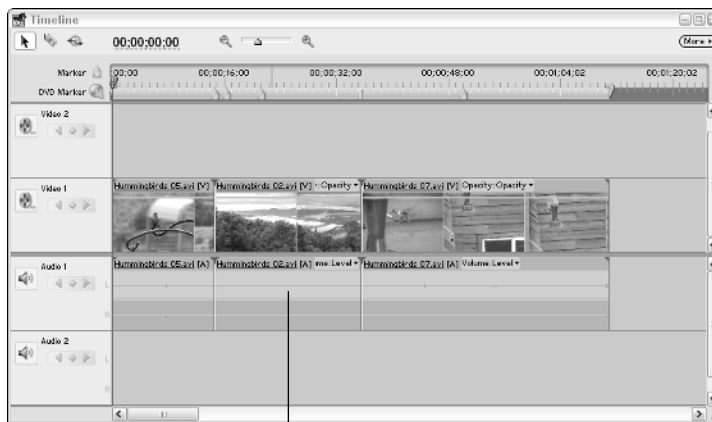 Timeline
00;00;00;00
More
Marker
00;00
00;00;16;00
00;00;32;00
00;00;48;00
00;01;04;02
00;01;20;02
DVD Marker
Video 2
Video 1
Hummingbirds 05.avi [V]
Hummingbirds 02.avi [V]
Opacity
Hummingbirds 07.avi [V] Opacity:Opacity
Audio 1
Hummingbirds 05.avi [A]
Hummingbirds 02.avi [A] me:Level
Hummingbirds 07.avi [A] Volume:Level
L
R
Audio 2
L
R